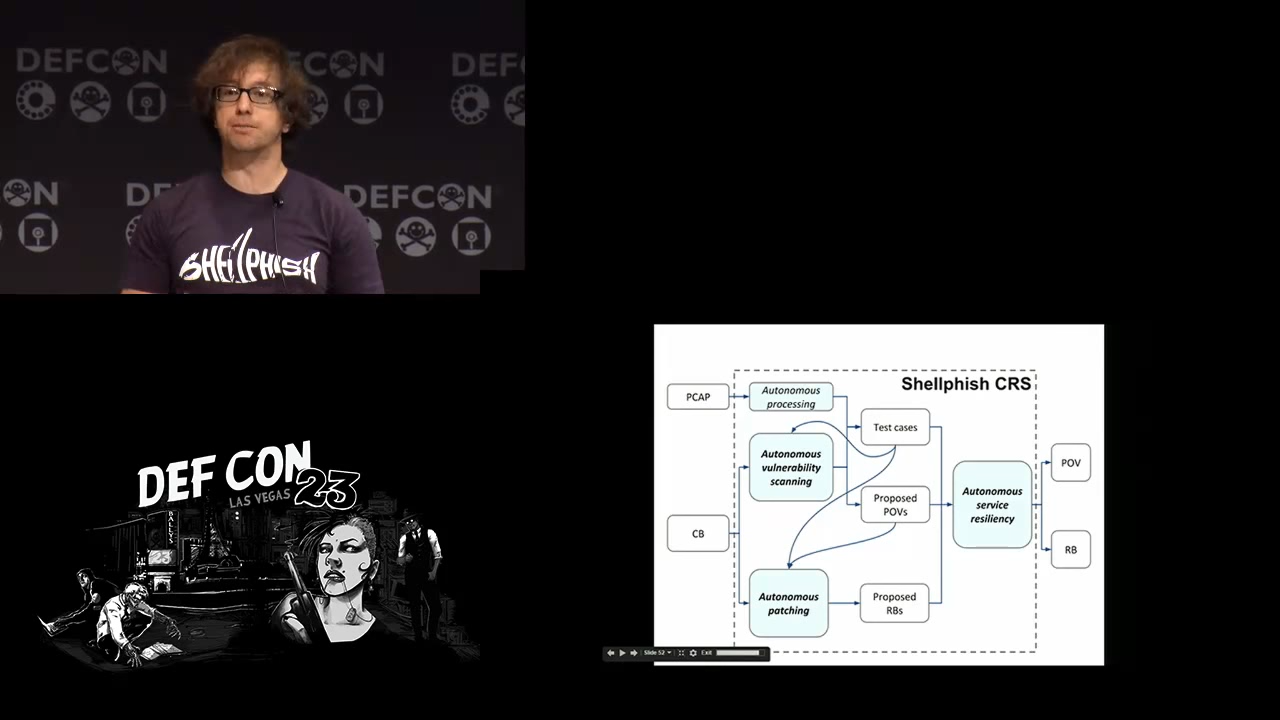 DEFCON
DEFCON
DEFCON
DEFCON
SHELLPHISH
DEF CON 23
LAS VEGAS
BALLYS
Shellphish CRS
PCAP
Autonomous
processing
Test cases
Autonomous
vulnerability
scanning
POV
Proposed
POVs
Autonomous
service
resiliency
CB
RB
Autonomous
patching
Proposed
RBs
Slide 52
Exit